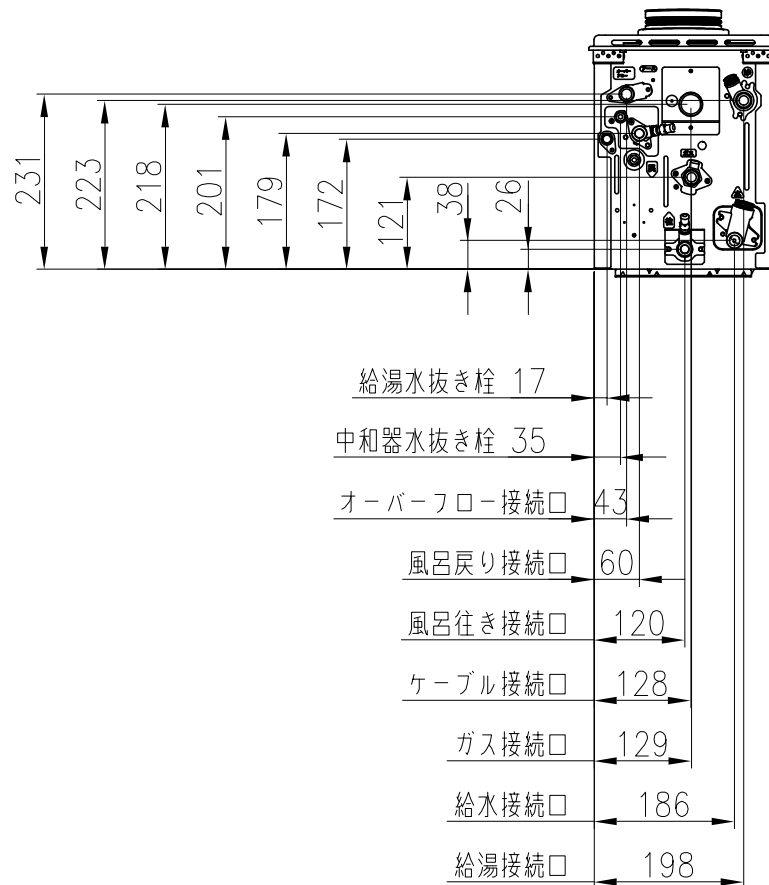 231
223
218
201
179
172
121
38
26
給湯水抜き栓 17
中和器水抜き栓 35
オーバーフロー接続口 43
風呂戻り接続口 60
風呂往き接続口 120
ケーブル接続口 128
ガス接続口 129
給水接続口 186
給湯接続口 198